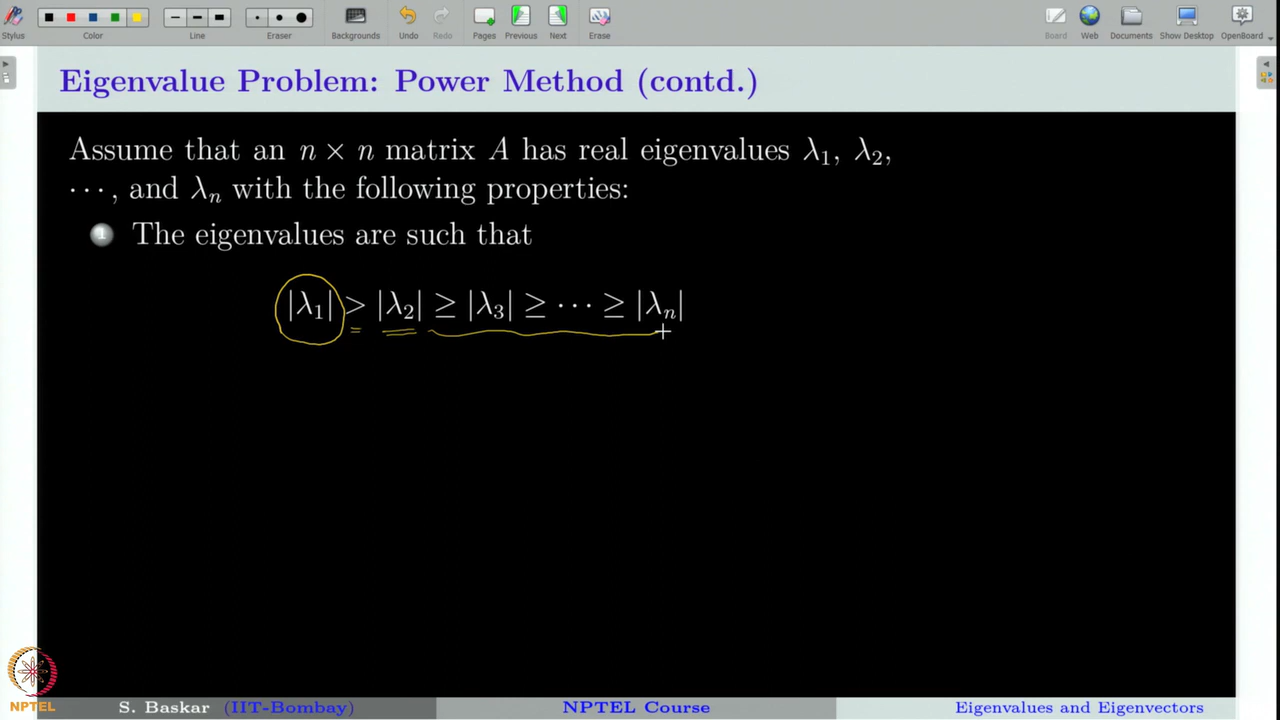 Stylus
Color
Line
Eraser
Backgrounds
Undo
Redo
Pages
Previous
Next
Erase
Board
Web
Documents
Show Desktop
OpenBoard
Eigenvalue Problem: Power Method (contd.)
Assume that an n × n matrix A has real eigenvalues λ₁, λ₂,
⋯, and λₙ with the following properties:
1 The eigenvalues are such that
|λ₁| > |λ₂| ≥ |λ₃| ≥ ⋯ ≥ |λₙ|
NPTEL
S. Baskar (IIT-Bombay)
NPTEL Course
Eigenvalues and Eigenvectors